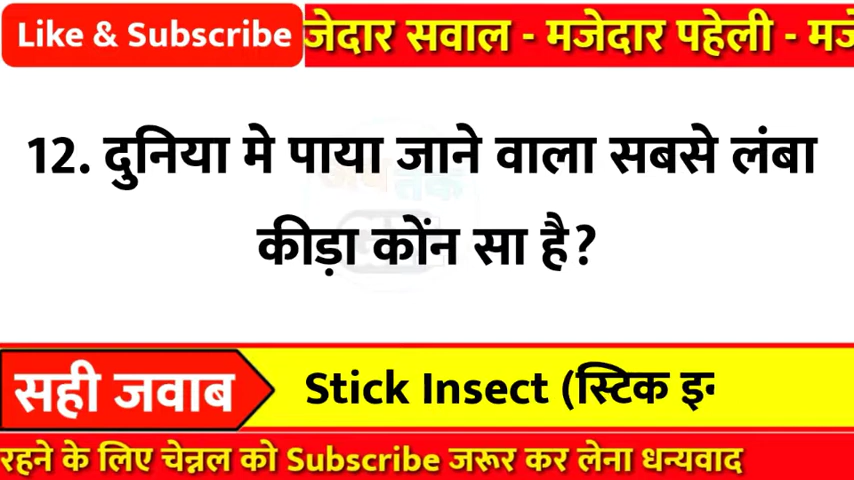 Like & Subscribe जेदार सवाल - मजेदार पहेली - मजे
12. दुनिया मे पाया जाने वाला सबसे लंबा
कीड़ा कोंन सा है?
सही जवाब Stick Insect (स्टिक इन
रहने के लिए चेन्नल को Subscribe जरूर कर लेना धन्यवाद